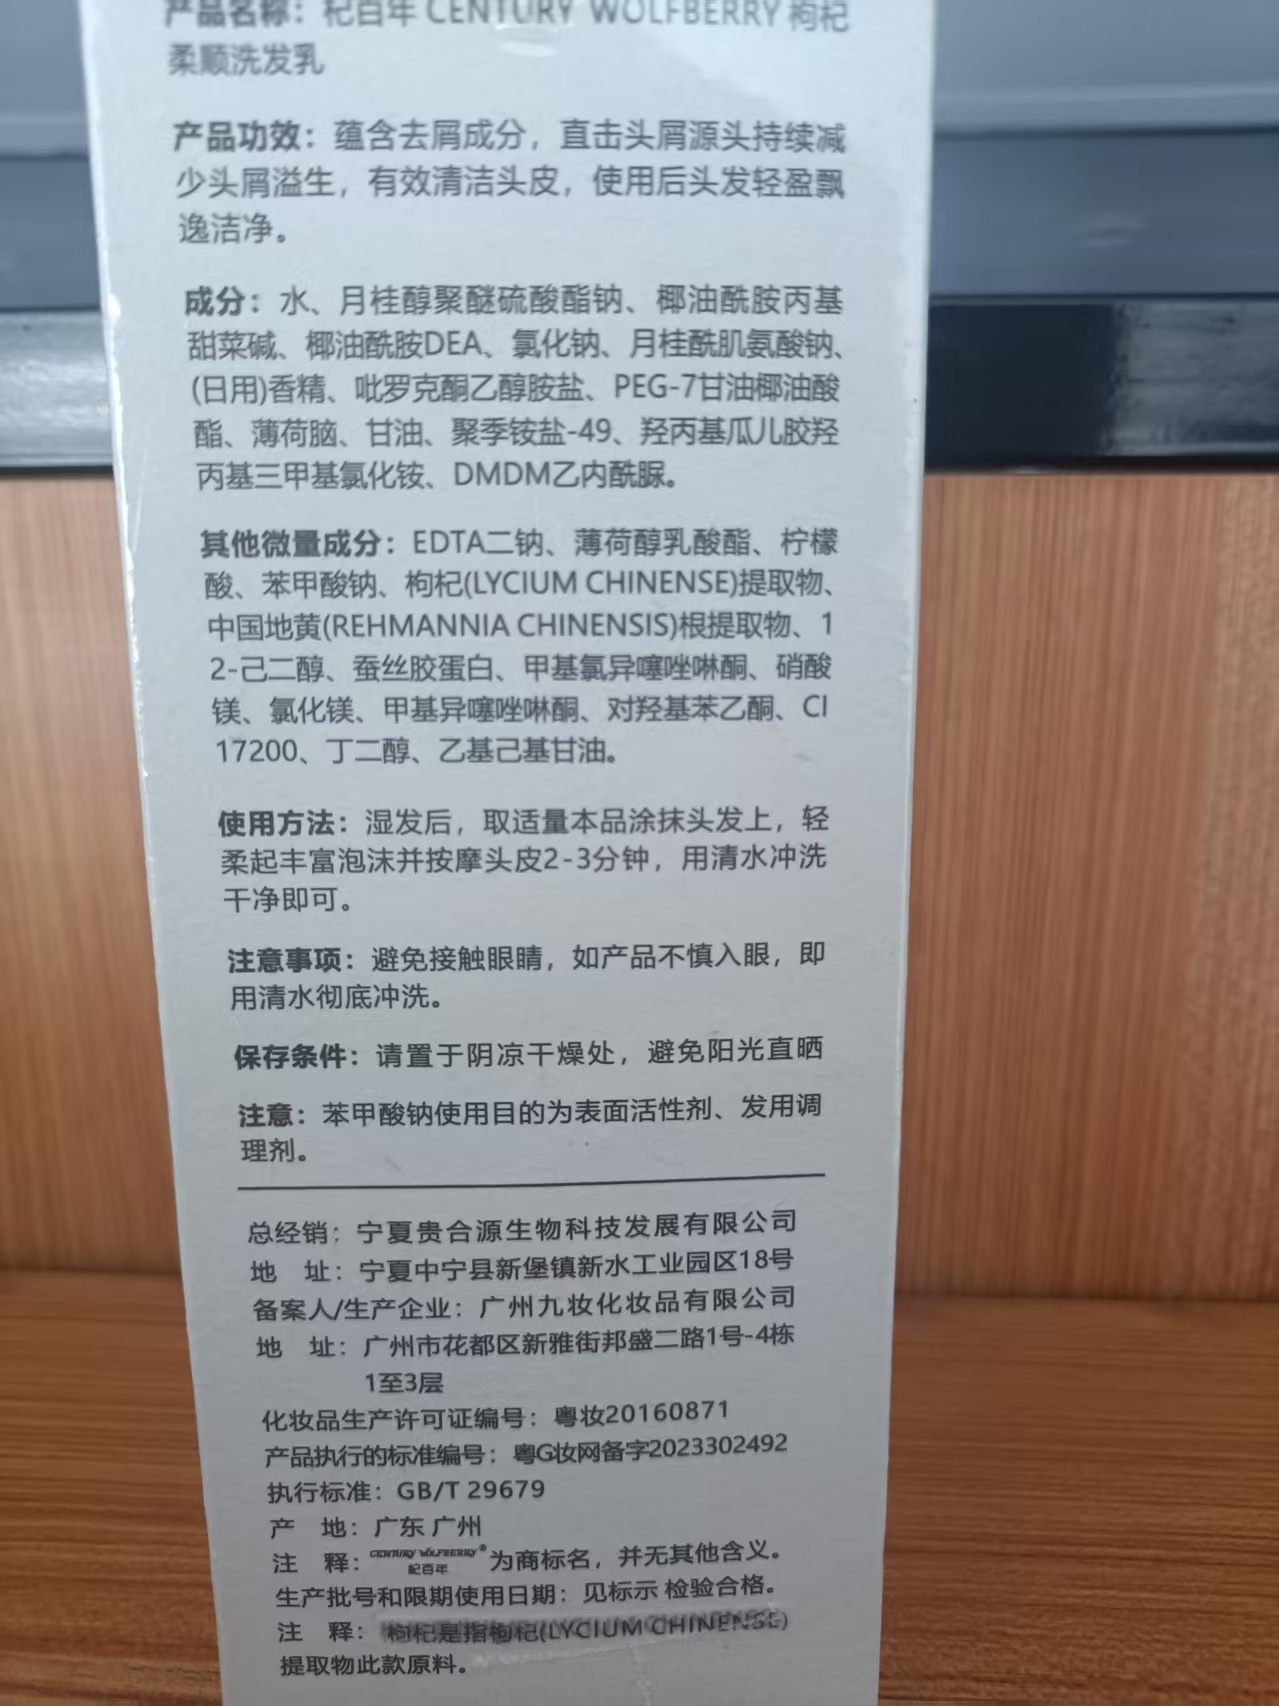 产品名称：杞百年 CENTURY WOLFBERRY 枸杞
柔顺洗发乳
产品功效：蕴含去屑成分，直击头屑源头持续减
少头屑溢生，有效清洁头皮，使用后头发轻盈飘
逸洁净。
成分：水、月桂醇聚醚硫酸酯钠、椰油酰胺丙基
甜菜碱、椰油酰胺DEA、氯化钠、月桂酰肌氨酸钠、
(日用)香精、吡罗克酮乙醇胺盐、PEG-7甘油椰油酸
酯、薄荷脑、甘油、聚季铵盐-49、羟丙基瓜儿胶羟
丙基三甲基氯化铵、DMDM乙内酰脲。
其他微量成分：EDTA二钠、薄荷醇乳酸酯、柠檬
酸、苯甲酸钠、枸杞(LYCIUM CHINENSE)提取物、
中国地黄(REHMANNIA CHINENSIS)根提取物、1
2-己二醇、蚕丝胶蛋白、甲基氯异噻唑啉酮、硝酸
镁、氯化镁、甲基异噻唑啉酮、对羟基苯乙酮、CI
17200、丁二醇、乙基己基甘油。
使用方法：湿发后，取适量本品涂抹头发上，轻
柔起丰富泡沫并按摩头皮2-3分钟，用清水冲洗
干净即可。
注意事项：避免接触眼睛，如产品不慎入眼，即
用清水彻底冲洗。
保存条件：请置于阴凉干燥处，避免阳光直晒
注意：苯甲酸钠使用目的为表面活性剂、发用调
理剂。
总经销：宁夏贵合源生物科技发展有限公司
地　址：宁夏中宁县新堡镇新水工业园区18号
备案人/生产企业：广州九妆化妆品有限公司
地　址：广州市花都区新雅街邦盛二路1号-4栋
1至3层
化妆品生产许可证编号：粤妆20160871
产品执行的标准编号：粤G妆网备字2023302492
执行标准：GB/T 29679
产　地：广东 广州
注　释：CENTURY WOLFBERRY® 杞百年 为商标名，并无其他含义。
生产批号和限期使用日期：见标示 检验合格。
注　释：枸杞是指枸杞(LYCIUM CHINENSE)
提取物此款原料。